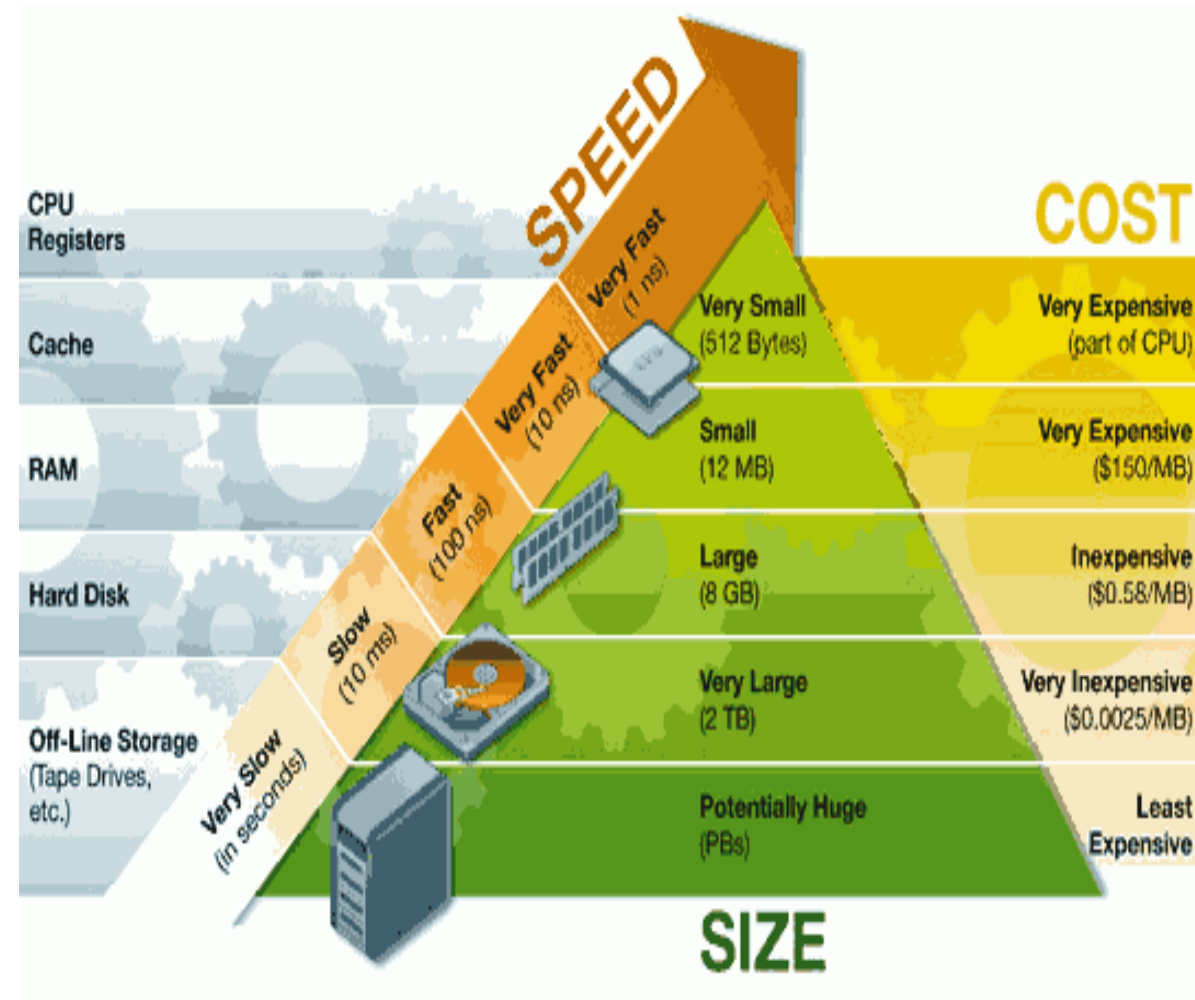 SPEED
COST
SIZE
CPU
Registers
Very Fast
(1 ns)
Very Small
(512 Bytes)
Very Expensive
(part of CPU)
Cache
Very Fast
(10 ns)
Small
(12 MB)
Very Expensive
($150/MB)
RAM
Fast
(100 ns)
Large
(8 GB)
Inexpensive
($0.58/MB)
Hard Disk
Slow
(10 ms)
Very Large
(2 TB)
Very Inexpensive
($0.0025/MB)
Off-Line Storage
(Tape Drives,
etc.)
Very Slow
(in seconds)
Potentially Huge
(PBs)
Least
Expensive